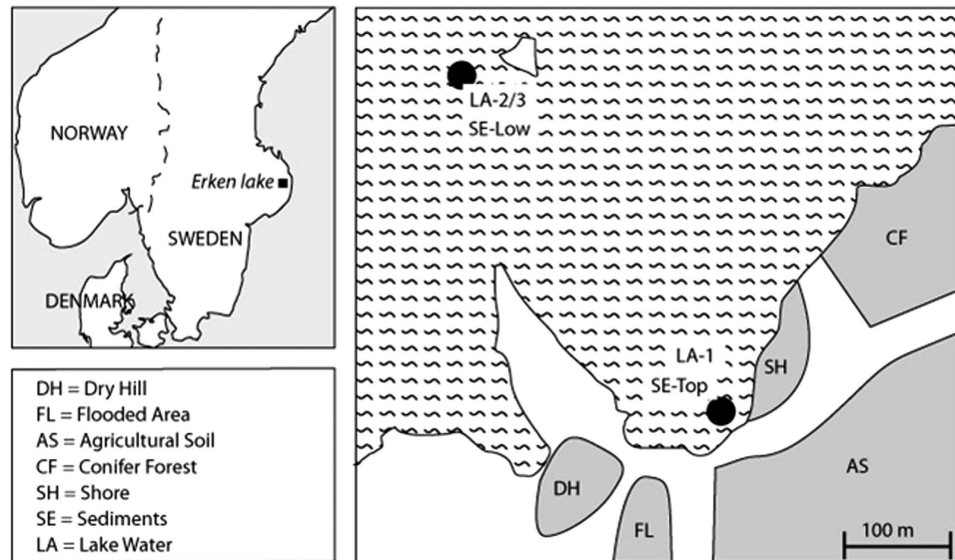 NORWAY
Erken lake
SWEDEN
DENMARK
DH = Dry Hill
FL = Flooded Area
AS = Agricultural Soil
CF = Conifer Forest
SH = Shore
SE = Sediments
LA = Lake Water
LA-2/3
SE-Low
CF
LA-1
SH
SE-Top
AS
DH
FL
100 m